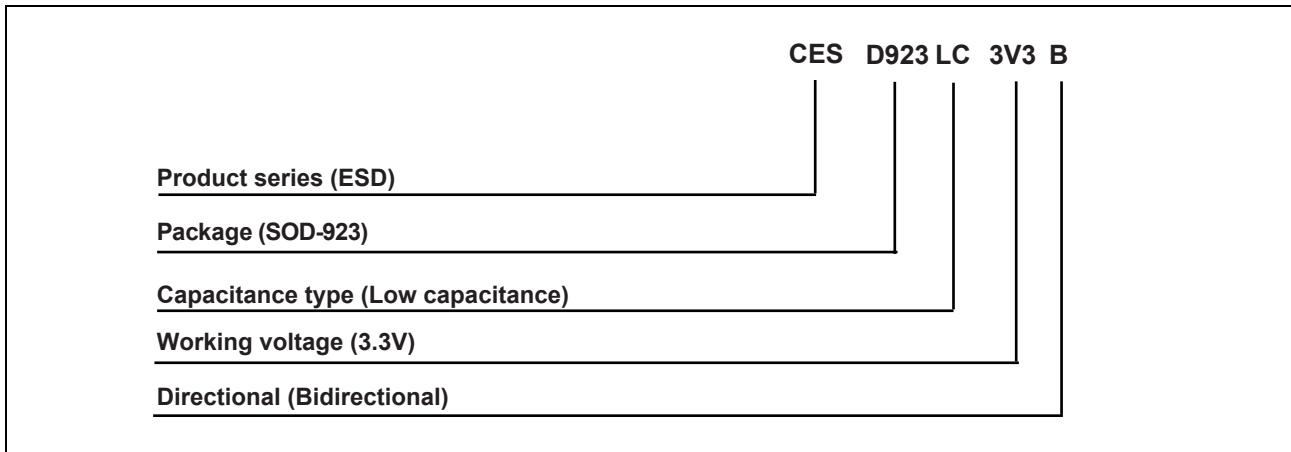 CES D923 LC 3V3 B
Product series (ESD)
Package (SOD-923)
Capacitance type (Low capacitance)
Working voltage (3.3V)
Directional (Bidirectional)